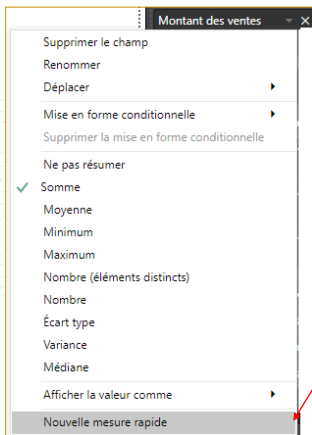 Montant des ventes
Supprimer le champ
Renommer
Déplacer
Mise en forme conditionnelle
Supprimer la mise en forme conditionnelle
Ne pas résumer
Somme
Moyenne
Minimum
Maximum
Nombre (éléments distincts)
Nombre
Écart type
Variance
Médiane
Afficher la valeur comme
Nouvelle mesure rapide